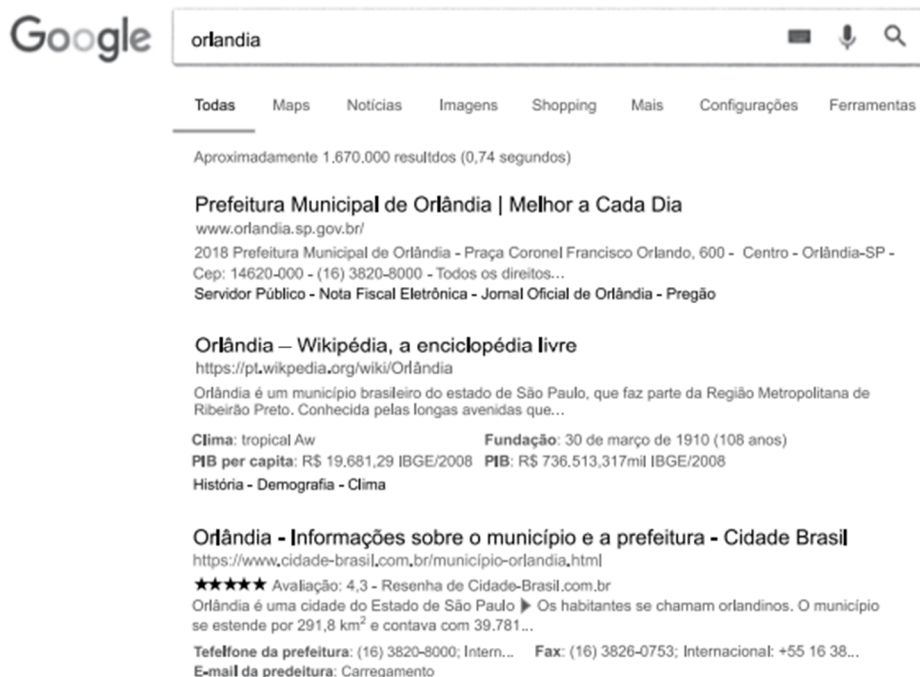 Google
orlandia
Todas Maps Notícias Imagens Shopping Mais Configurações Ferramentas
Aproximadamente 1.670.000 resultdos (0,74 segundos)
Prefeitura Municipal de Orlândia | Melhor a Cada Dia
www.orlandia.sp.gov.br/
2018 Prefeitura Municipal de Orlândia - Praça Coronel Francisco Orlando, 600 - Centro - Orlândia-SP -
Cep: 14620-000 - (16) 3820-8000 - Todos os direitos...
Servidor Público - Nota Fiscal Eletrônica - Jornal Oficial de Orlândia - Pregão
Orlândia – Wikipédia, a enciclopédia livre
https://pt.wikpedia.org/wiki/Orlândia
Orlândia é um município brasileiro do estado de São Paulo, que faz parte da Região Metropolitana de
Ribeirão Preto. Conhecida pelas longas avenidas que...
Clima: tropical Aw Fundação: 30 de março de 1910 (108 anos)
PIB per capita: R$ 19.681,29 IBGE/2008 PIB: R$ 736.513,317mil IBGE/2008
História - Demografia - Clima
Orlândia - Informações sobre o município e a prefeitura - Cidade Brasil
https://www.cidade-brasil.com.br/município-orlandia.html
★★★★★ Avaliação: 4,3 - Resenha de Cidade-Brasil.com.br
Orlândia é uma cidade do Estado de São Paulo ▶ Os habitantes se chamam orlandinos. O município
se estende por 291,8 km² e contava com 39.781...
Tefelfone da prefeitura: (16) 3820-8000; Intern... Fax: (16) 3826-0753; Internacional: +55 16 38...
E-mail da predeitura: Carregamento